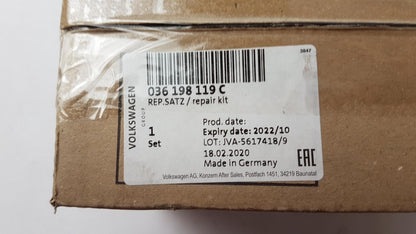 3847
036 198 119 C
REP.SATZ / repair kit
VOLKSWAGEN
GROUP
1
Set
Prod. date:
Expiry date: 2022/10
LOT: JVA-5617418/9
18.02.2020
Made in Germany
EAC
Volkswagen AG, Konzern After Sales, Postfach 1451, 34219 Baunatal